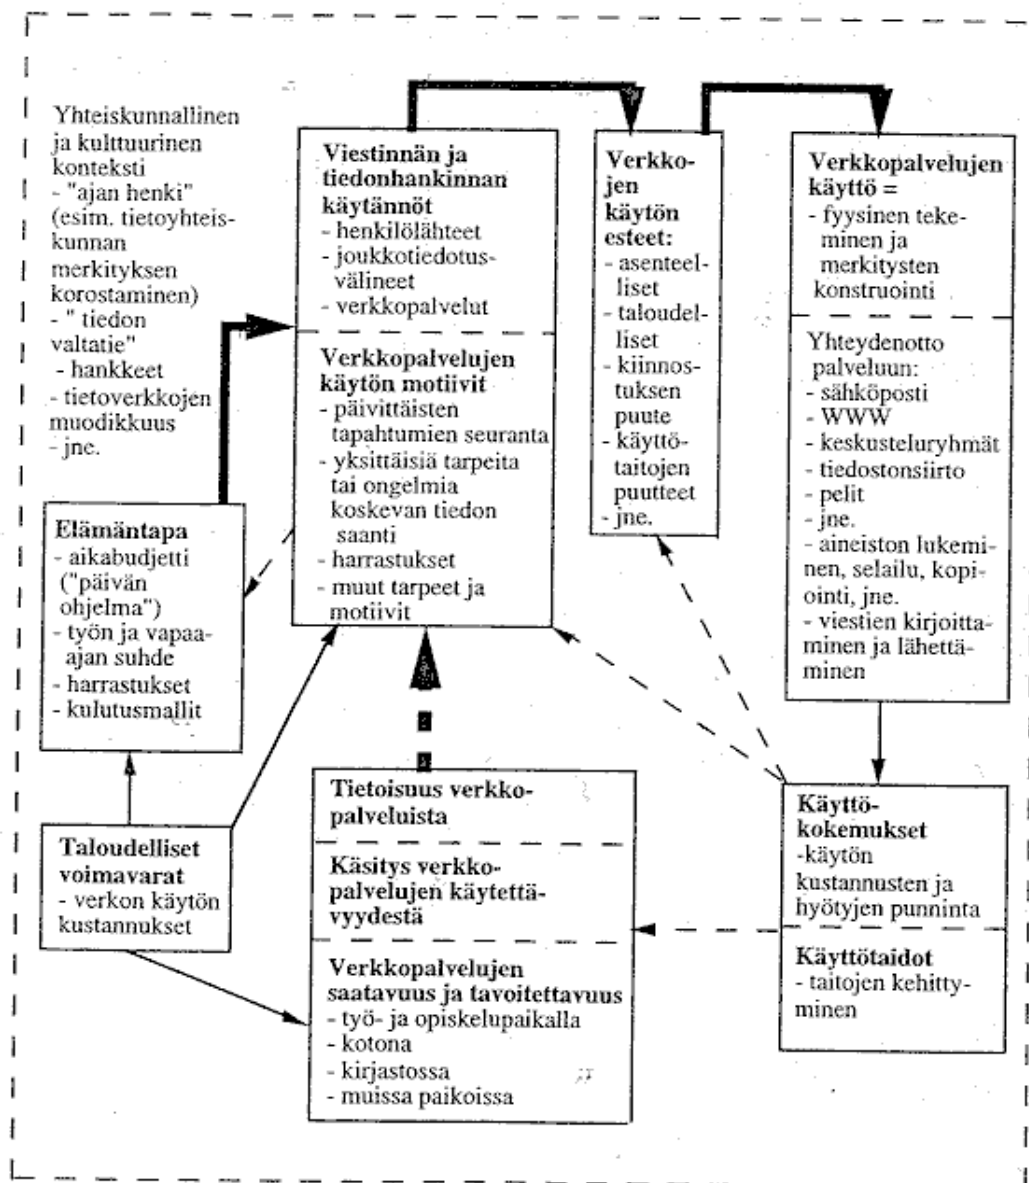 Yhteiskunnallinen
ja kulttuurinen
konteksti
- "ajan henki"
(esim. tietoyhteis-
kunnan
merkityksen
korostaminen)
- " tiedon
valtatie"
- hankkeet
- tietoverkkojen
muodikkuus
- jne.
Elämäntapa
- aikabudjetti
("päivän
ohjelma")
- työn ja vapaa-
ajan suhde
- harrastukset
- kulutusmallit
Taloudelliset
voimavarat
- verkon käytön
kustannukset
Viestinnän ja
tiedonhankinnan
käytännöt
- henkilölähteet
- joukkotiedotus-
välineet
- verkkopalvelut
Verkkopalvelujen
käytön motiivit
- päivittäisten
tapahtumien seuranta
- yksittäisiä tarpeita
tai ongelmia
koskevan tiedon
saanti
- harrastukset
- muut tarpeet ja
motiivit
Tietoisuus verkko-
palveluista
Käsitys verkko-
palvelujen käytettä-
vyydestä
Verkkopalvelujen
saatavuus ja tavoitettavuus
- työ- ja opiskelupaikalla
- kotona
- kirjastossa
- muissa paikoissa
Verkko-
jen
käytön
esteet:
- asenteel-
liset
- taloudel-
liset
- kiinnos-
tuksen
puute
- käyttö-
taitojen
puutteet
- jne.
Verkkopalvelujen
käyttö =
- fyysinen teke-
minen ja
merkitysten
konstruointi
Yhteydenotto
palveluun:
- sähköposti
- WWW
- keskusteluryhmät
- tiedostonsiirto
- pelit
- jne.
- aineiston lukemi-
nen, selailu, kopi-
ointi, jne.
- viestien kirjoitta-
minen ja lähettä-
minen
Käyttö-
kokemukset
-käytön
kustannusten ja
hyötyjen punninta
Käyttötaidot
- taitojen kehitty-
minen